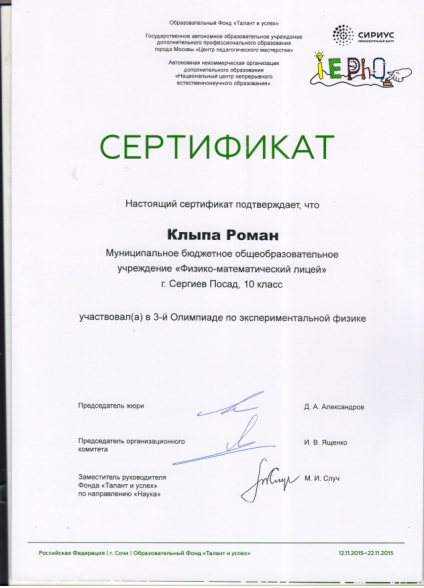 Образовательный Фонд «Талант и успех»
Государственное автономное образовательное учреждение
дополнительного профессионального образования
города Москвы «Центр педагогического мастерства»
Автономная некоммерческая организация
дополнительного образования
«Национальный центр непрерывного
естественнонаучного образования»
СИРИУС
ОБРАЗОВАТЕЛЬНЫЙ ЦЕНТР
IEPhO
СЕРТИФИКАТ
Настоящий сертификат подтверждает, что
Клыпа Роман
Муниципальное бюджетное общеобразовательное
учреждение «Физико-математический лицей»
г. Сергиев Посад, 10 класс
участвовал(а) в 3-й Олимпиаде по экспериментальной физике
Председатель жюри
Д. А. Александров
Председатель организационного
комитета
И. В. Ященко
Заместитель руководителя
Фонда «Талант и успех»
по направлению «Наука»
М. И. Случ
Российская Федерация | г. Сочи | Образовательный Фонд «Талант и успех»
12.11.2015–22.11.2015